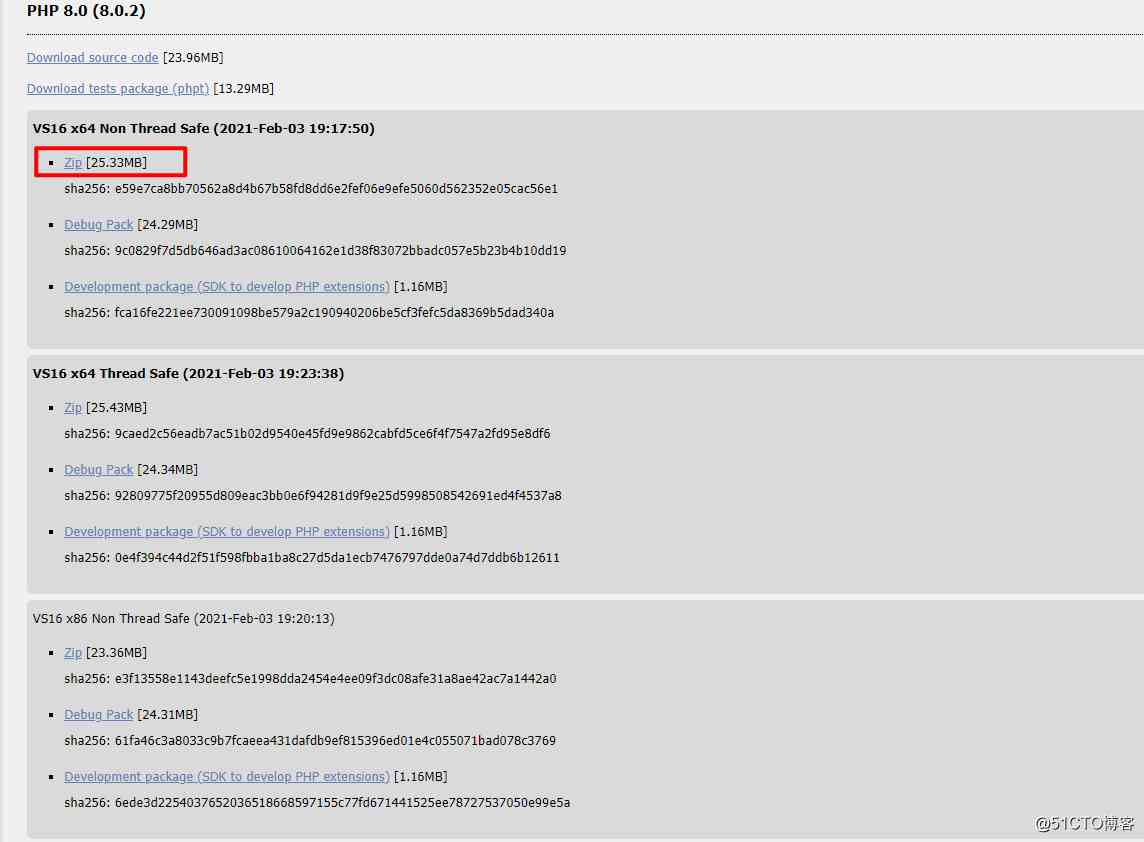 PHP 8.0 (8.0.2)
Download source code [23.96MB]
Download tests package (phpt) [13.29MB]
VS16 x64 Non Thread Safe (2021-Feb-03 19:17:50)
Zip [25.33MB]
sha256: e59e7ca8bb70562a8d4b67b58fd8dd6e2fef06e9efe5060d562352e05cac56e1
Debug Pack [24.29MB]
sha256: 9c0829f7d5db646ad3ac08610064162e1d38f83072bbadc057e5b23b4b10dd19
Development package (SDK to develop PHP extensions) [1.16MB]
sha256: fca16fe221ee730091098be579a2c190940206be5cf3fefc5da8369b5dad340a
VS16 x64 Thread Safe (2021-Feb-03 19:23:38)
Zip [25.43MB]
sha256: 9caed2c56eadb7ac51b02d9540e45fd9e9862cabfd5ce6f4f7547a2fd95e8df6
Debug Pack [24.34MB]
sha256: 92809775f20955d809eac3bb0e6f94281d9f9e25d5998508542691ed4f4537a8
Development package (SDK to develop PHP extensions) [1.16MB]
sha256: 0e4f394c44d2f51f598fbba1ba8c27d5da1ecb7476797dde0a74d7ddb6b12611
VS16 x86 Non Thread Safe (2021-Feb-03 19:20:13)
Zip [23.36MB]
sha256: e3f13558e1143deefc5e1998dda2454e4ee09f3dc08afe31a8ae42ac7a1442a0
Debug Pack [24.31MB]
sha256: 61fa46c3a8033c9b7fcaeea431dafdb9ef815396ed01e4c055071bad078c3769
Development package (SDK to develop PHP extensions) [1.16MB]
sha256: 6ede3d2254037652036518668597155c77fd671441525ee78727537050e99e5a
@51CTO博客